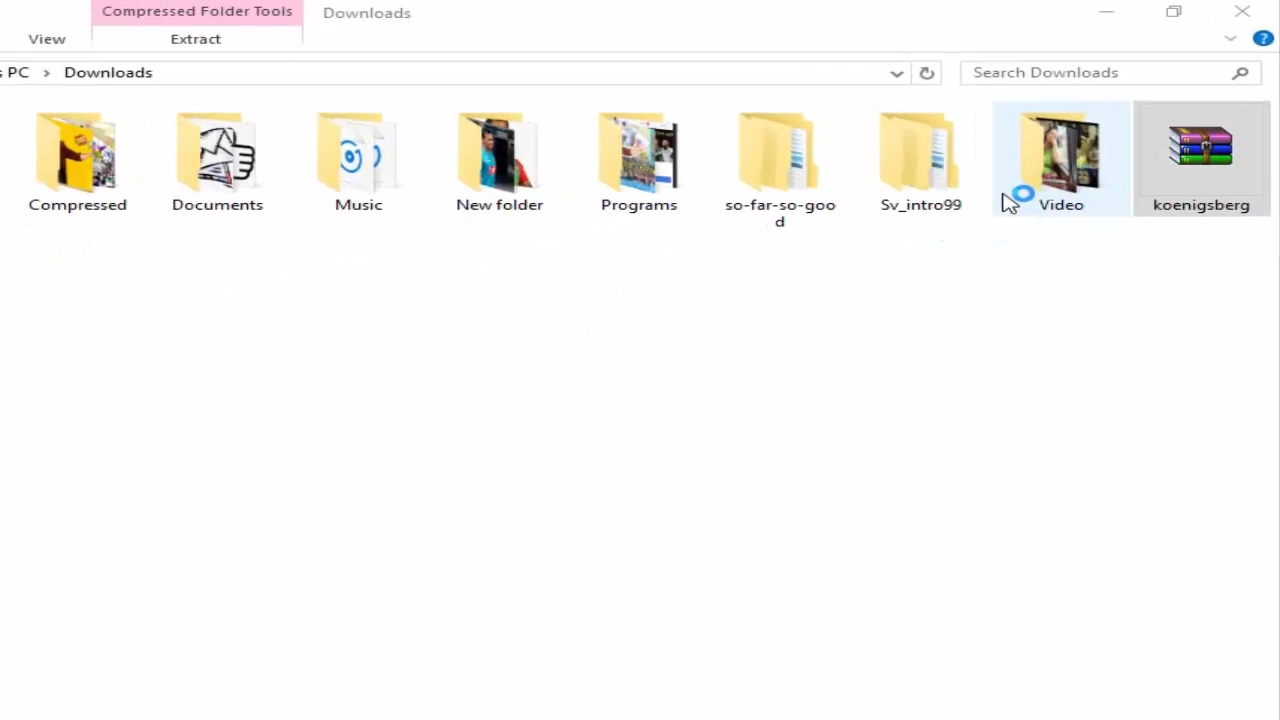 Compressed Folder Tools
Downloads
View
Extract
s PC > Downloads
Search Downloads
Compressed
Documents
Music
New folder
Programs
so-far-so-goo
d
Sv_intro99
Video
koenigsberg